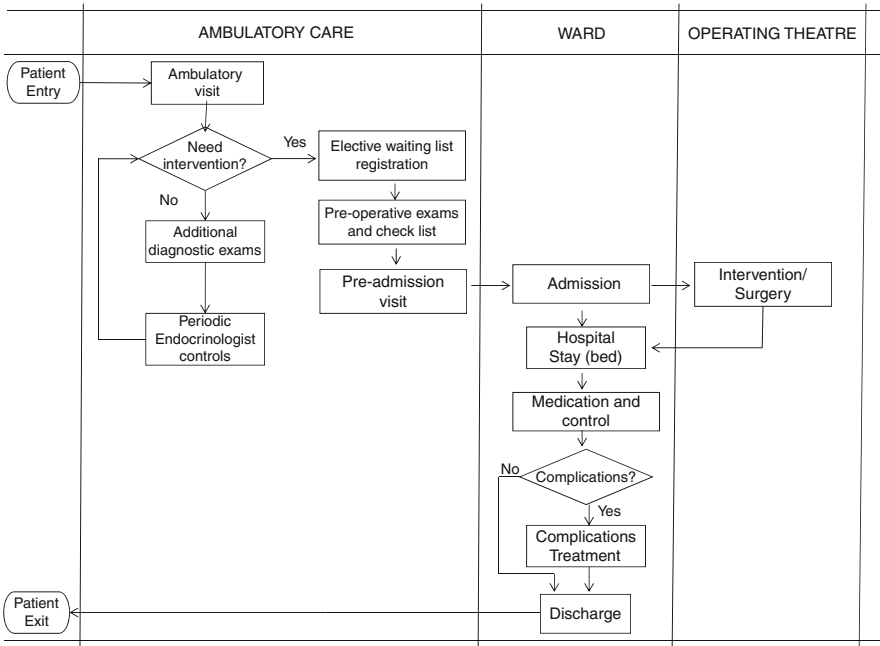 AMBULATORY CARE
WARD
OPERATING THEATRE
Patient
Entry
Ambulatory
visit
Need
intervention?
Yes
No
Elective waiting list
registration
Pre-operative exams
and check list
Additional
diagnostic exams
Pre-admission
visit
Admission
Intervention/
Surgery
Periodic
Endocrinologist
controls
Hospital
Stay (bed)
Medication and
control
No
Complications?
Yes
Complications
Treatment
Patient
Exit
Discharge